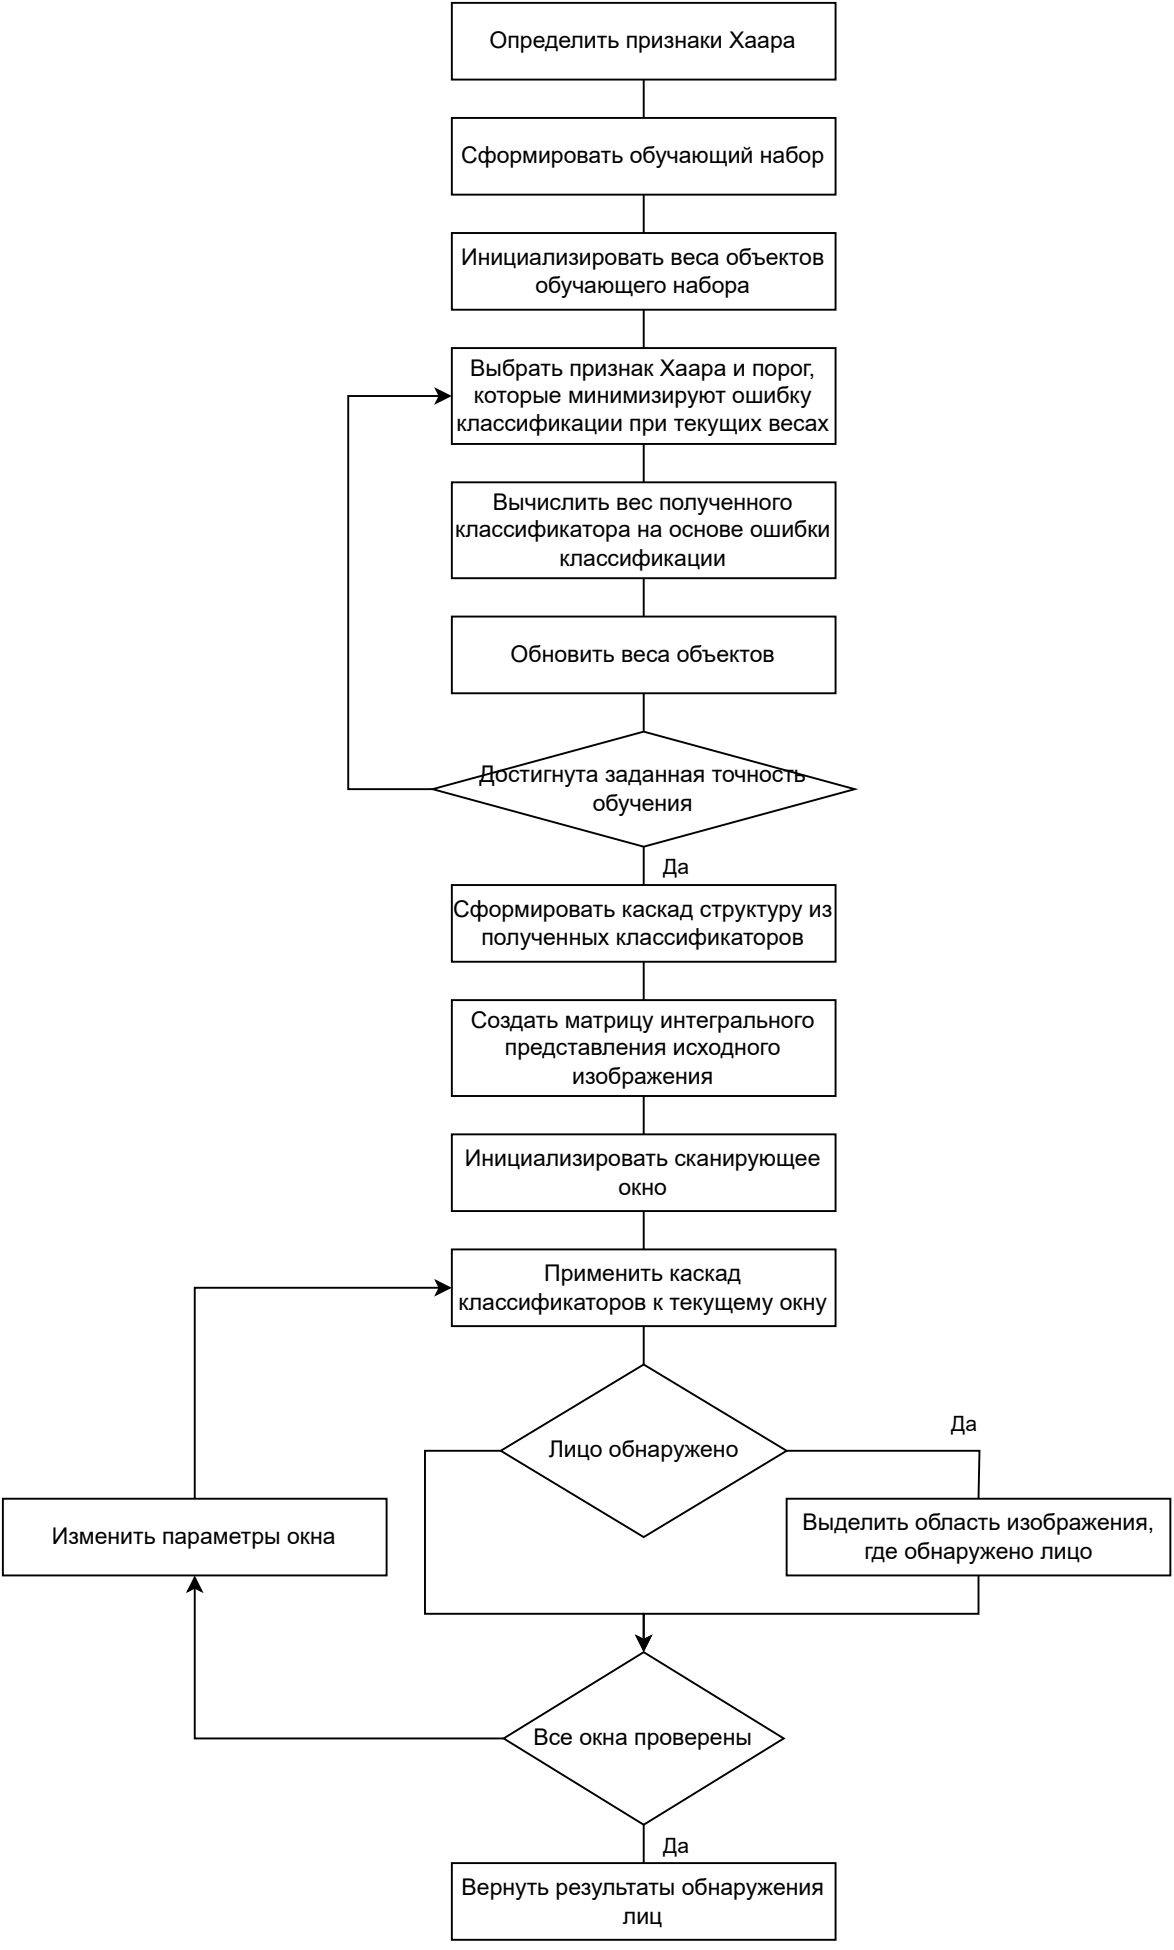 Определить признаки Хаара
Сформировать обучающий набор
Инициализировать веса объектов
обучающего набора
Выбрать признак Хаара и порог,
которые минимизируют ошибку
классификации при текущих весах
Вычислить вес полученного
классификатора на основе ошибки
классификации
Обновить веса объектов
Достигнута заданная точность
обучения
Да
Сформировать каскад структуру из
полученных классификаторов
Создать матрицу интегрального
представления исходного
изображения
Инициализировать сканирующее
окно
Применить каскад
классификаторов к текущему окну
Лицо обнаружено
Да
Выделить область изображения,
где обнаружено лицо
Изменить параметры окна
Все окна проверены
Да
Вернуть результаты обнаружения
лиц